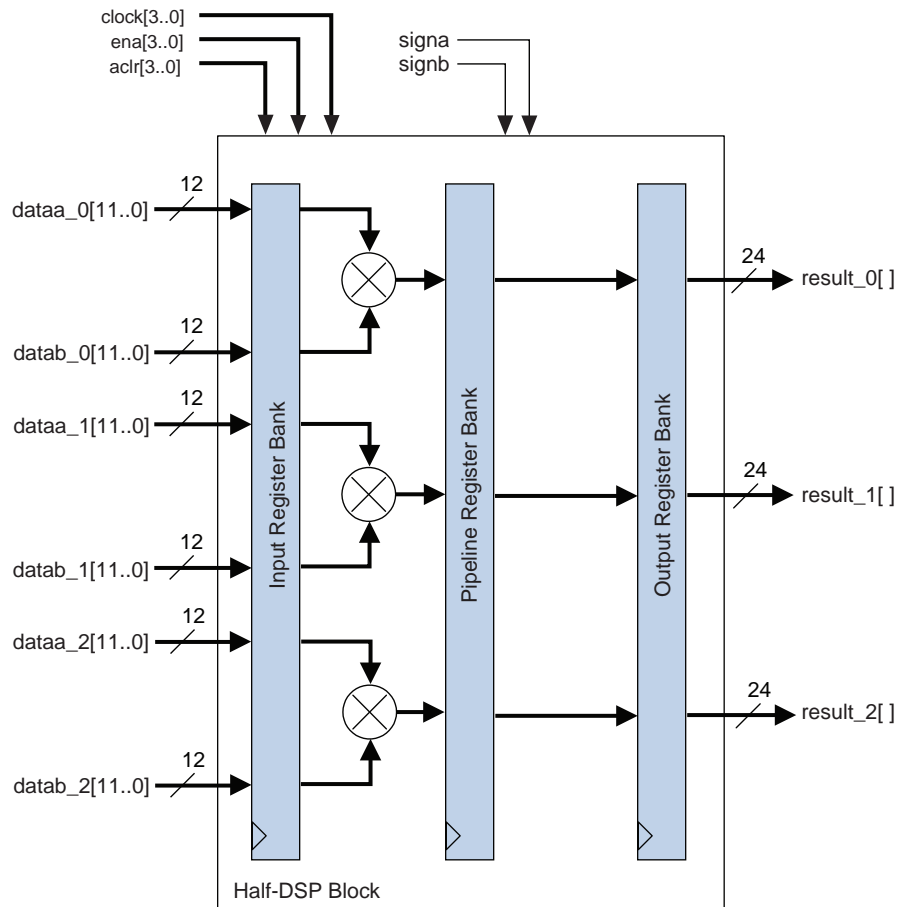 clock[3..0]
ena[3..0]
aclr[3..0]
signa
signb
12
dataa_0[11..0]
24
result_0[ ]
12
datab_0[11..0]
12
dataa_1[11..0]
Input Register Bank
Pipeline Register Bank
Output Register Bank
24
result_1[ ]
12
datab_1[11..0]
12
dataa_2[11..0]
24
result_2[ ]
12
datab_2[11..0]
Half-DSP Block